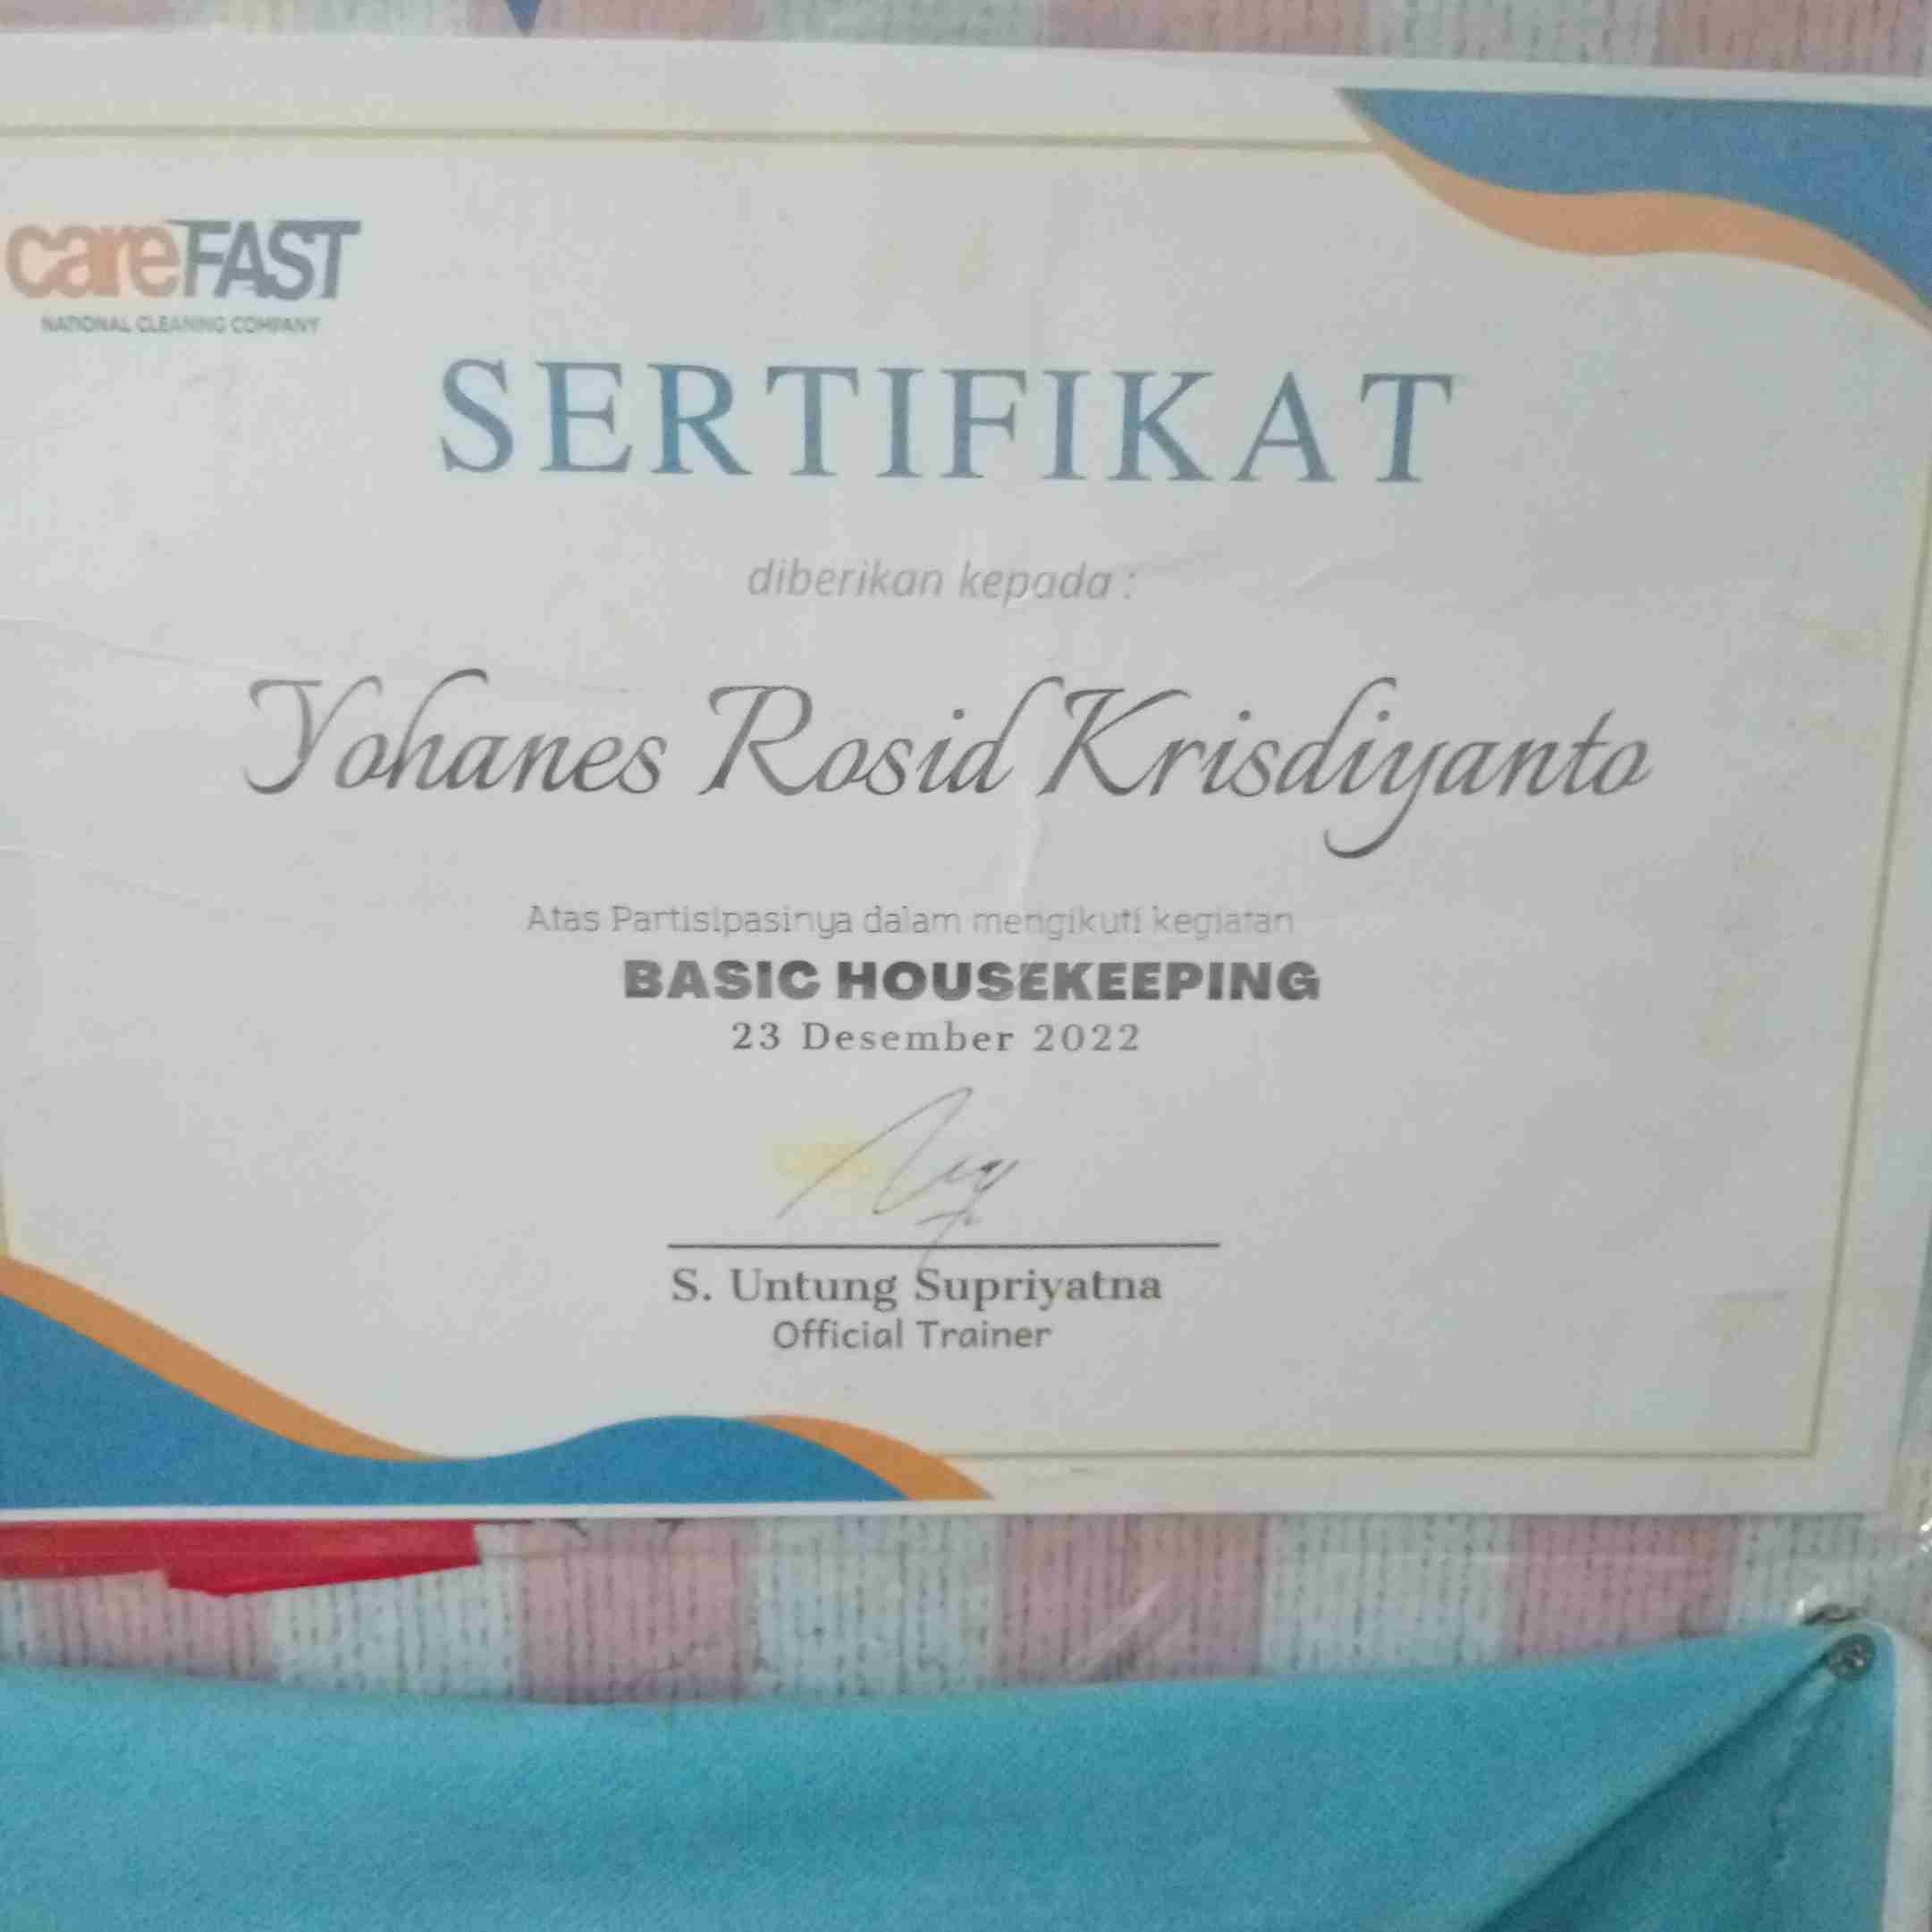 careFAST
NATIONAL CLEANING COMPANY
SERTIFIKAT
diberikan kepada :
Yohanes Rosid Krisdiyanto
Atas Partisipasinya dalam mengikuti kegiatan
BASIC HOUSEKEEPING
23 Desember 2022
S. Untung Supriyatna
Official Trainer